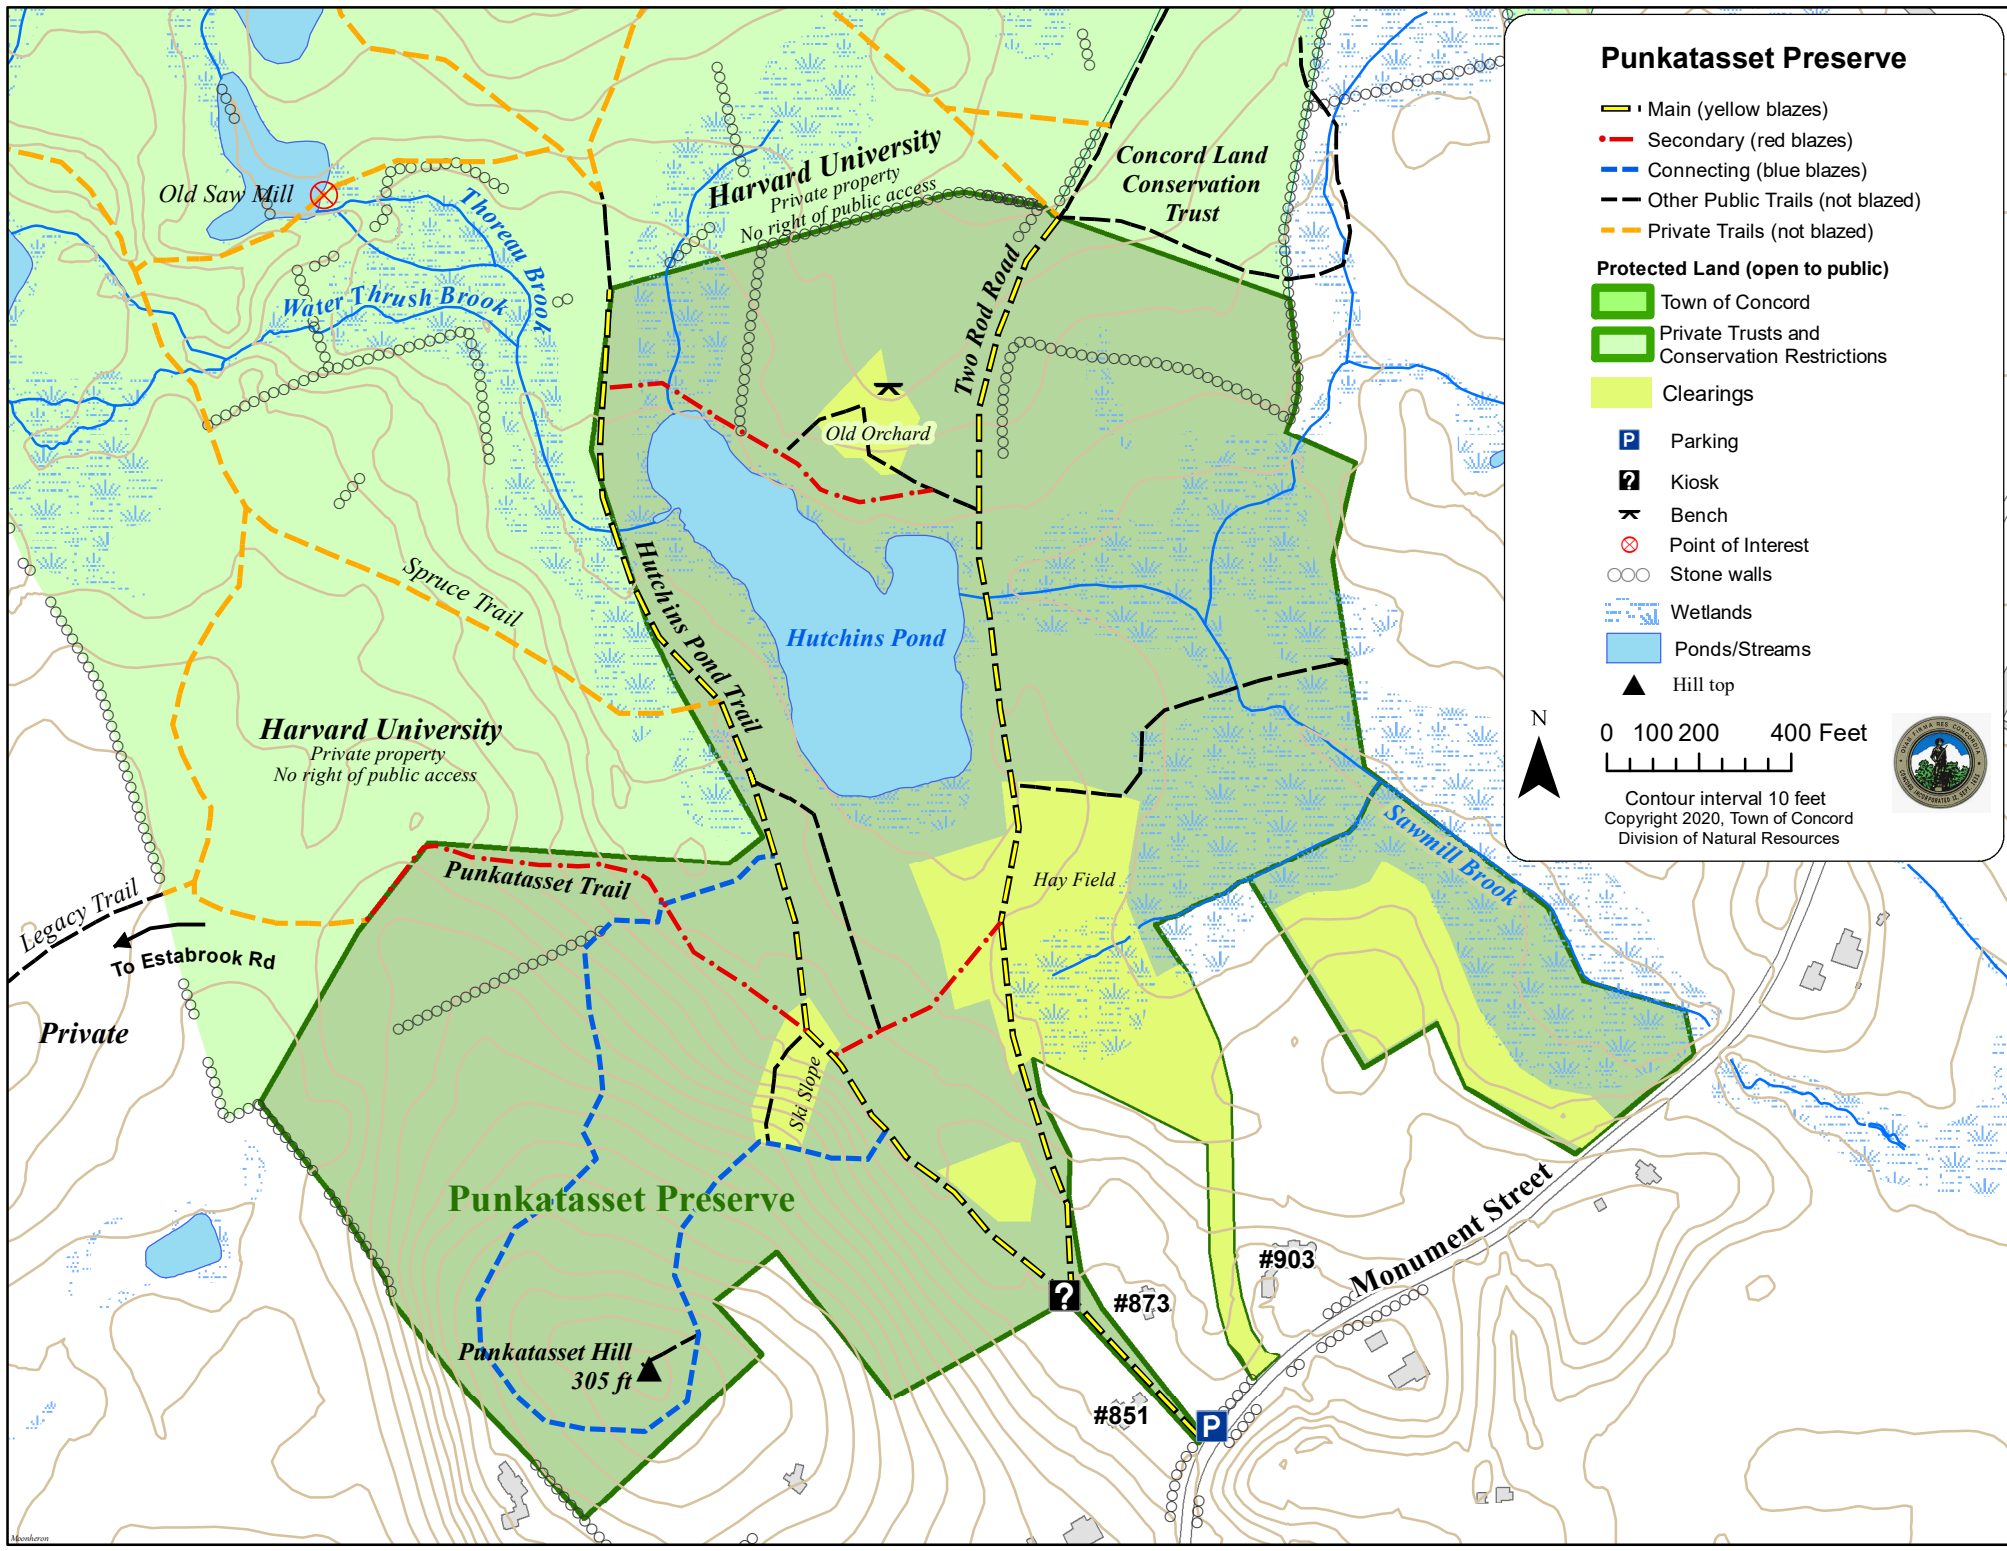 Punkatasset Preserve
Main (yellow blazes)
Secondary (red blazes)
Connecting (blue blazes)
Other Public Trails (not blazed)
Private Trails (not blazed)
Protected Land (open to public)
Town of Concord
Private Trusts and
Conservation Restrictions
Clearings
P
Parking
?
Kiosk
Bench
Point of Interest
Stone walls
Wetlands
Ponds/Streams
Hill top
N
0 100 200 400 Feet
Contour interval 10 feet
Copyright 2020, Town of Concord
Division of Natural Resources
Old Saw Mill
Thoreau Brook
Water Thrush Brook
Harvard University
Private property
No right of public access
Concord Land
Conservation
Trust
Two Rod Road
Old Orchard
Spruce Trail
Hutchins Pond Trail
Hutchins Pond
Harvard University
Private property
No right of public access
Sawmill Brook
Hay Field
Punkatasset Trail
Legacy Trail
To Estabrook Rd
Private
Ski Slope
Punkatasset Preserve
Monument Street
#903
?
#873
Punkatasset Hill
305 ft
#851
P
Moonheron